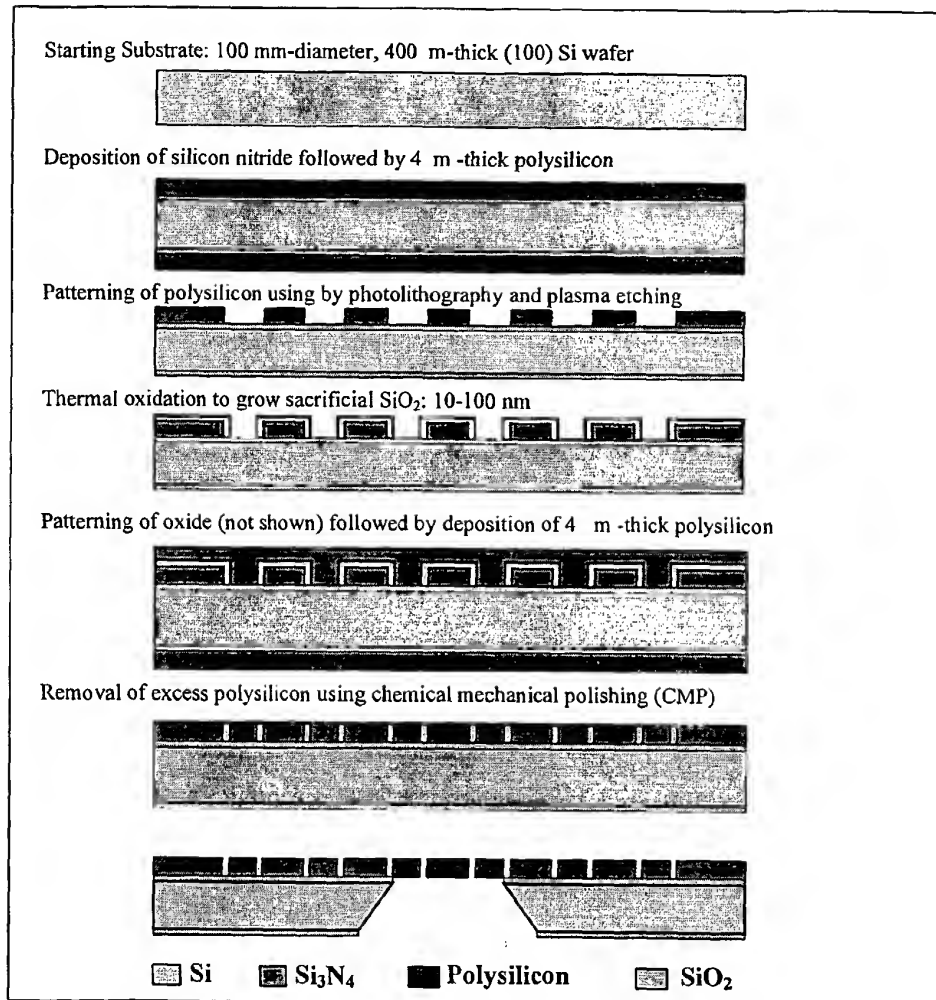 Starting Substrate: 100 mm-diameter, 400 m-thick (100) Si wafer
Deposition of silicon nitride followed by 4 m -thick polysilicon
Patterning of polysilicon using by photolithography and plasma etching
Thermal oxidation to grow sacrificial SiO₂: 10-100 nm
Patterning of oxide (not shown) followed by deposition of 4 m -thick polysilicon
Removal of excess polysilicon using chemical mechanical polishing (CMP)
Si Si₃N₄ Polysilicon SiO₂